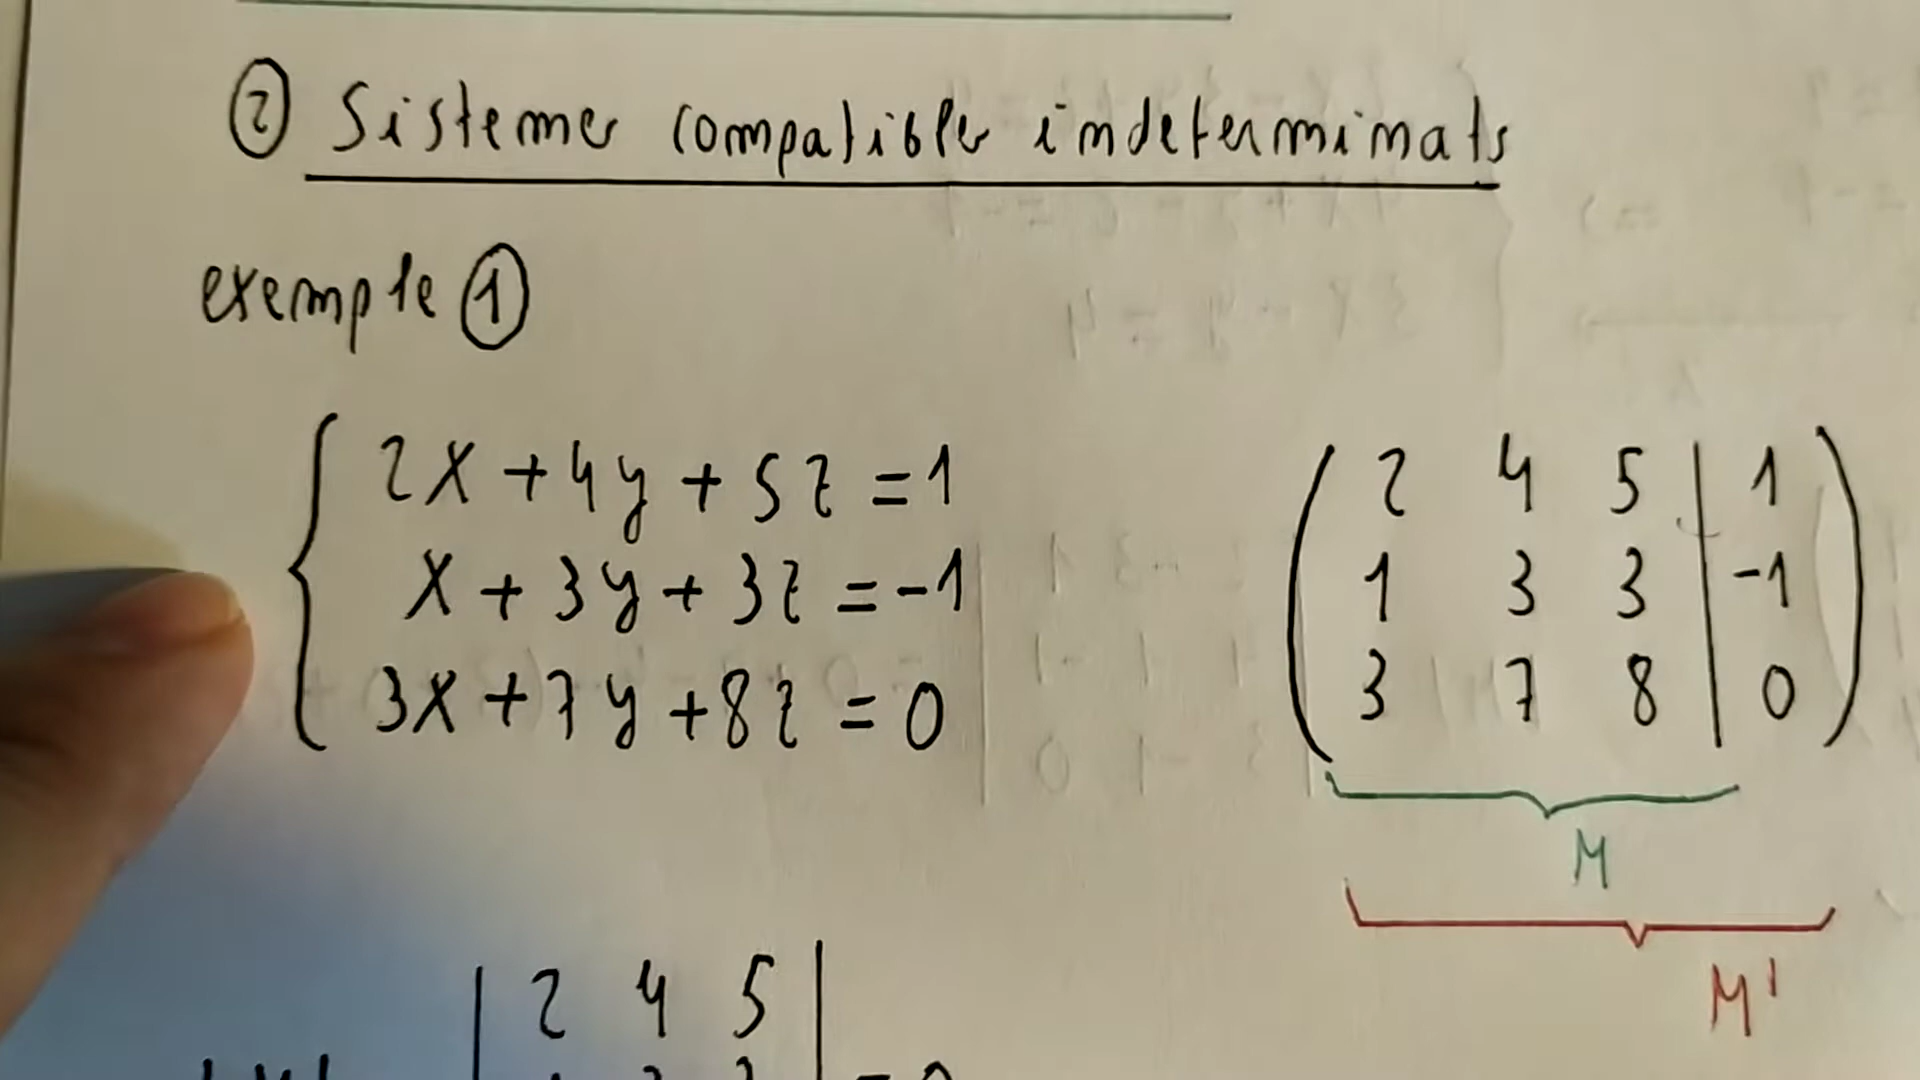 ② Sistemes compatibles indeterminats
exemple ①
2x + 4y + 5z = 1
x + 3y + 3z = -1
3x + 7y + 8z = 0
2 4 5 | 1
1 3 3 | -1
3 7 8 | 0
M
M'
| 2 4 5 |